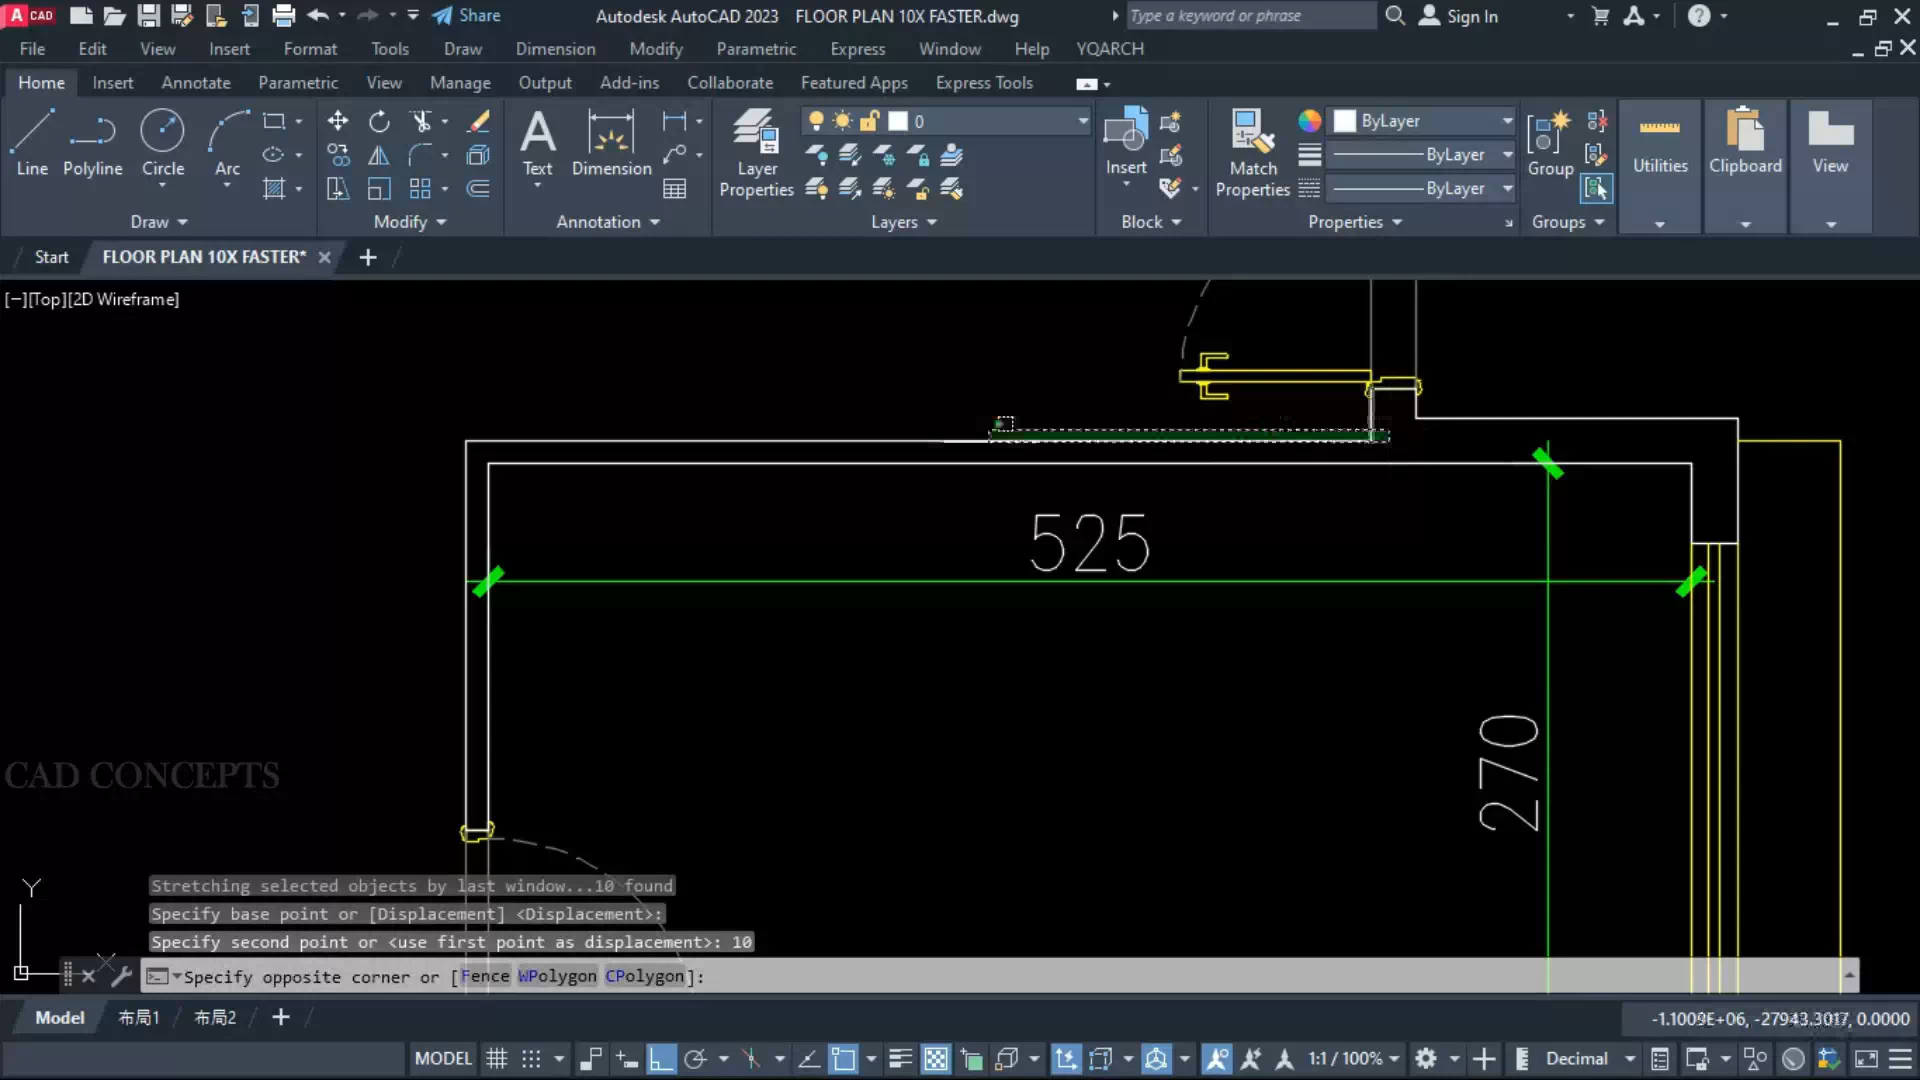 A CAD Share Autodesk AutoCAD 2023 FLOOR PLAN 10X FASTER.dwg Type a keyword or phrase Sign In
File Edit View Insert Format Tools Draw Dimension Modify Parametric Express Window Help YQARCH
Home Insert Annotate Parametric View Manage Output Add-ins Collaborate Featured Apps Express Tools
0 ByLayer
Line Polyline Circle Arc Text Dimension Layer Properties Insert Match Properties ByLayer Group Utilities Clipboard View
ByLayer
Draw Modify Annotation Layers Block Properties Groups
Start FLOOR PLAN 10X FASTER*
[−][Top][2D Wireframe]
525
270
CAD CONCEPTS
Y
X
Stretching selected objects by last window...10 found
Specify base point or [Displacement] <Displacement>:
Specify second point or <use first point as displacement>: 10
Specify opposite corner or [Fence WPolygon CPolygon]:
Model 布局1 布局2 -1.1009E+06, -27943.3017, 0.0000
MODEL 1:1 / 100% Decimal